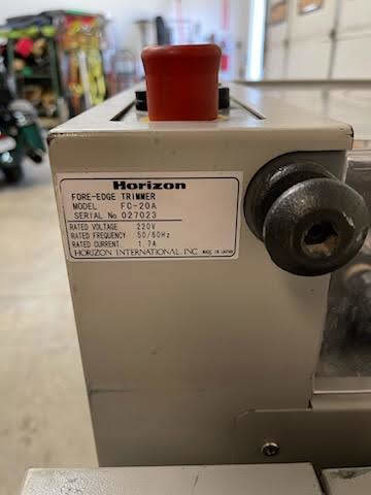 Horizon
FORE-EDGE TRIMMER
MODEL FC-20A
SERIAL No 027023
RATED VOLTAGE 220V
RATED FREQUENCY 50/60Hz
RATED CURRENT 1.7A
HORIZON INTERNATIONAL INC. MADE IN JAPAN